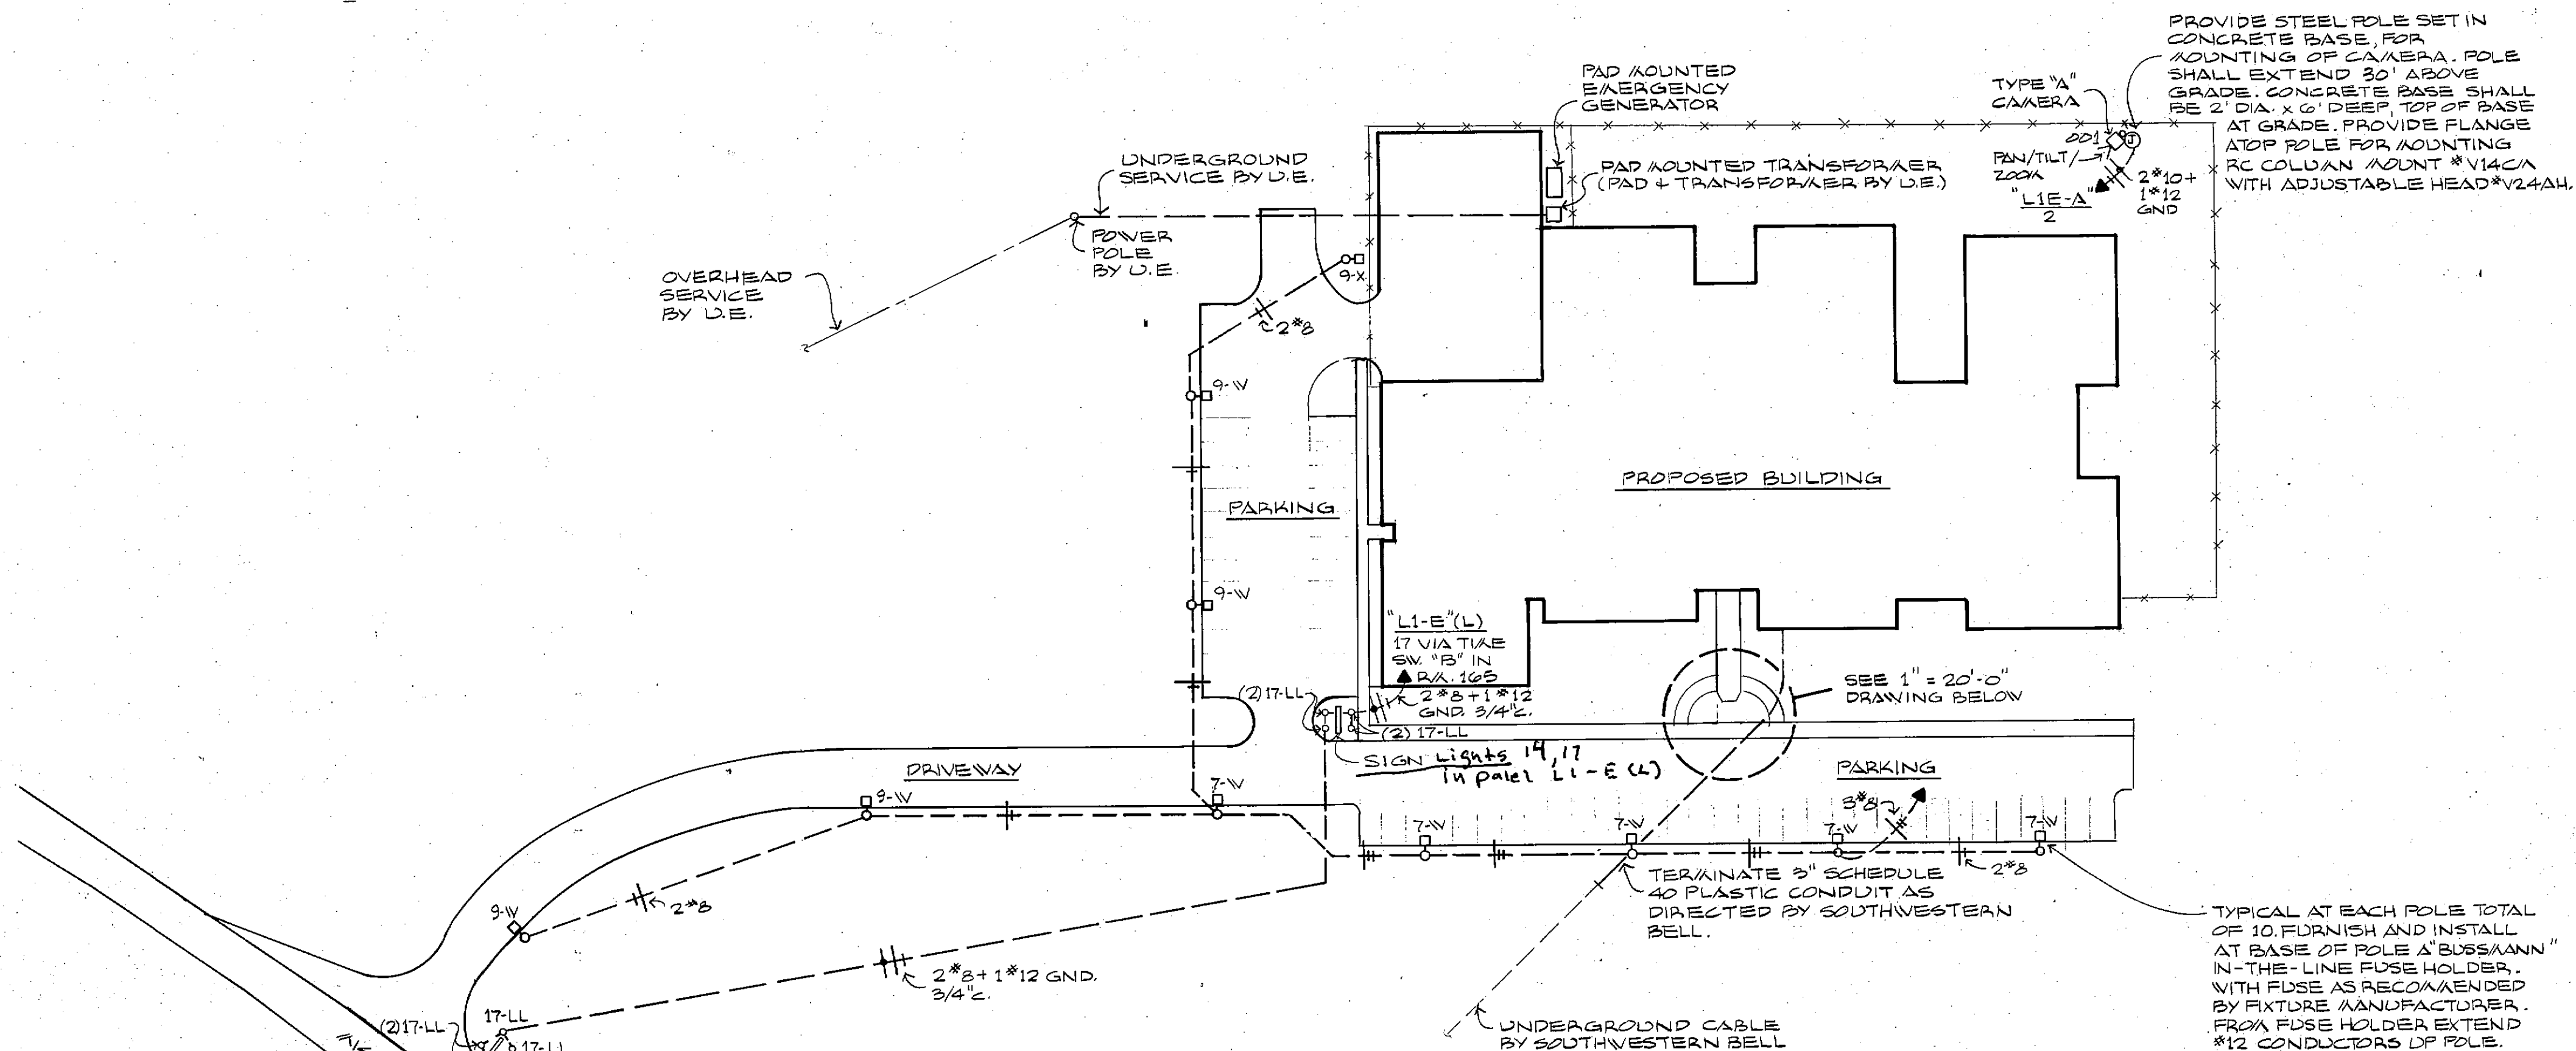 PROVIDE STEEL POLE SET IN
CONCRETE BASE, FOR
MOUNTING OF CAMERA. POLE
SHALL EXTEND 30' ABOVE
GRADE. CONCRETE BASE SHALL
BE 2' DIA. x 6' DEEP, TOP OF BASE
AT GRADE. PROVIDE FLANGE
ATOP POLE FOR MOUNTING
RC COLUMN MOUNT #V14CM
WITH ADJUSTABLE HEAD #V24AH.
TYPE "A"
CAMERA
001
J
PAN/TILT/
ZOOM
"L1E-A"
2
2#10+
1#12
GND
PAD MOUNTED
EMERGENCY
GENERATOR
PAD MOUNTED TRANSFORMER
(PAD + TRANSFORMER BY U.E.)
UNDERGROUND
SERVICE BY U.E.
POWER
POLE
BY U.E.
OVERHEAD
SERVICE
BY U.E.
9-X
2#8
9-W
PARKING
PROPOSED BUILDING
9-W
"L1-E"(L)
17 VIA TIME
SW. "B" IN
RM. 165
2#8+1#12
GND. 3/4"C.
(2)17-LL
(2) 17-LL
SIGN Lights 14,17
in panel L1-E (L)
SEE 1" = 20'-0"
DRAWING BELOW
DRIVEWAY
PARKING
9-W
7-W
7-W
7-W
7-W
7-W
3#8
2#8
9-W
2#8
TERMINATE 3" SCHEDULE
40 PLASTIC CONDUIT AS
DIRECTED BY SOUTHWESTERN
BELL.
2#8+1#12 GND.
3/4"C.
TYPICAL AT EACH POLE TOTAL
OF 10. FURNISH AND INSTALL
AT BASE OF POLE A "BUSSMANN"
IN-THE-LINE FUSE HOLDER.
WITH FUSE AS RECOMMENDED
BY FIXTURE MANUFACTURER.
FROM FUSE HOLDER EXTEND
#12 CONDUCTORS UP POLE.
UNDERGROUND CABLE
BY SOUTHWESTERN BELL
(2)17-LL
17-LL
17-LL